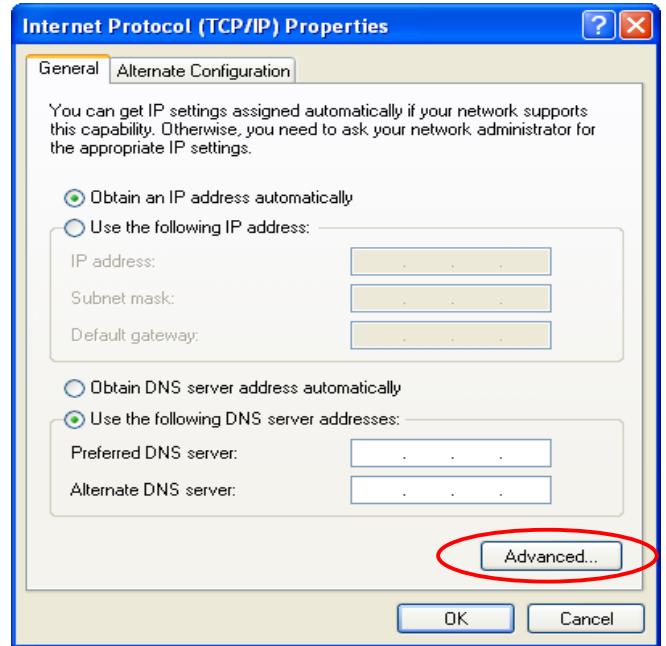 Internet Protocol (TCP/IP) Properties
General Alternate Configuration
You can get IP settings assigned automatically if your network supports
this capability. Otherwise, you need to ask your network administrator for
the appropriate IP settings.
Obtain an IP address automatically
Use the following IP address:
IP address:
Subnet mask:
Default gateway:
Obtain DNS server address automatically
Use the following DNS server addresses:
Preferred DNS server:
Alternate DNS server:
Advanced...
OK Cancel